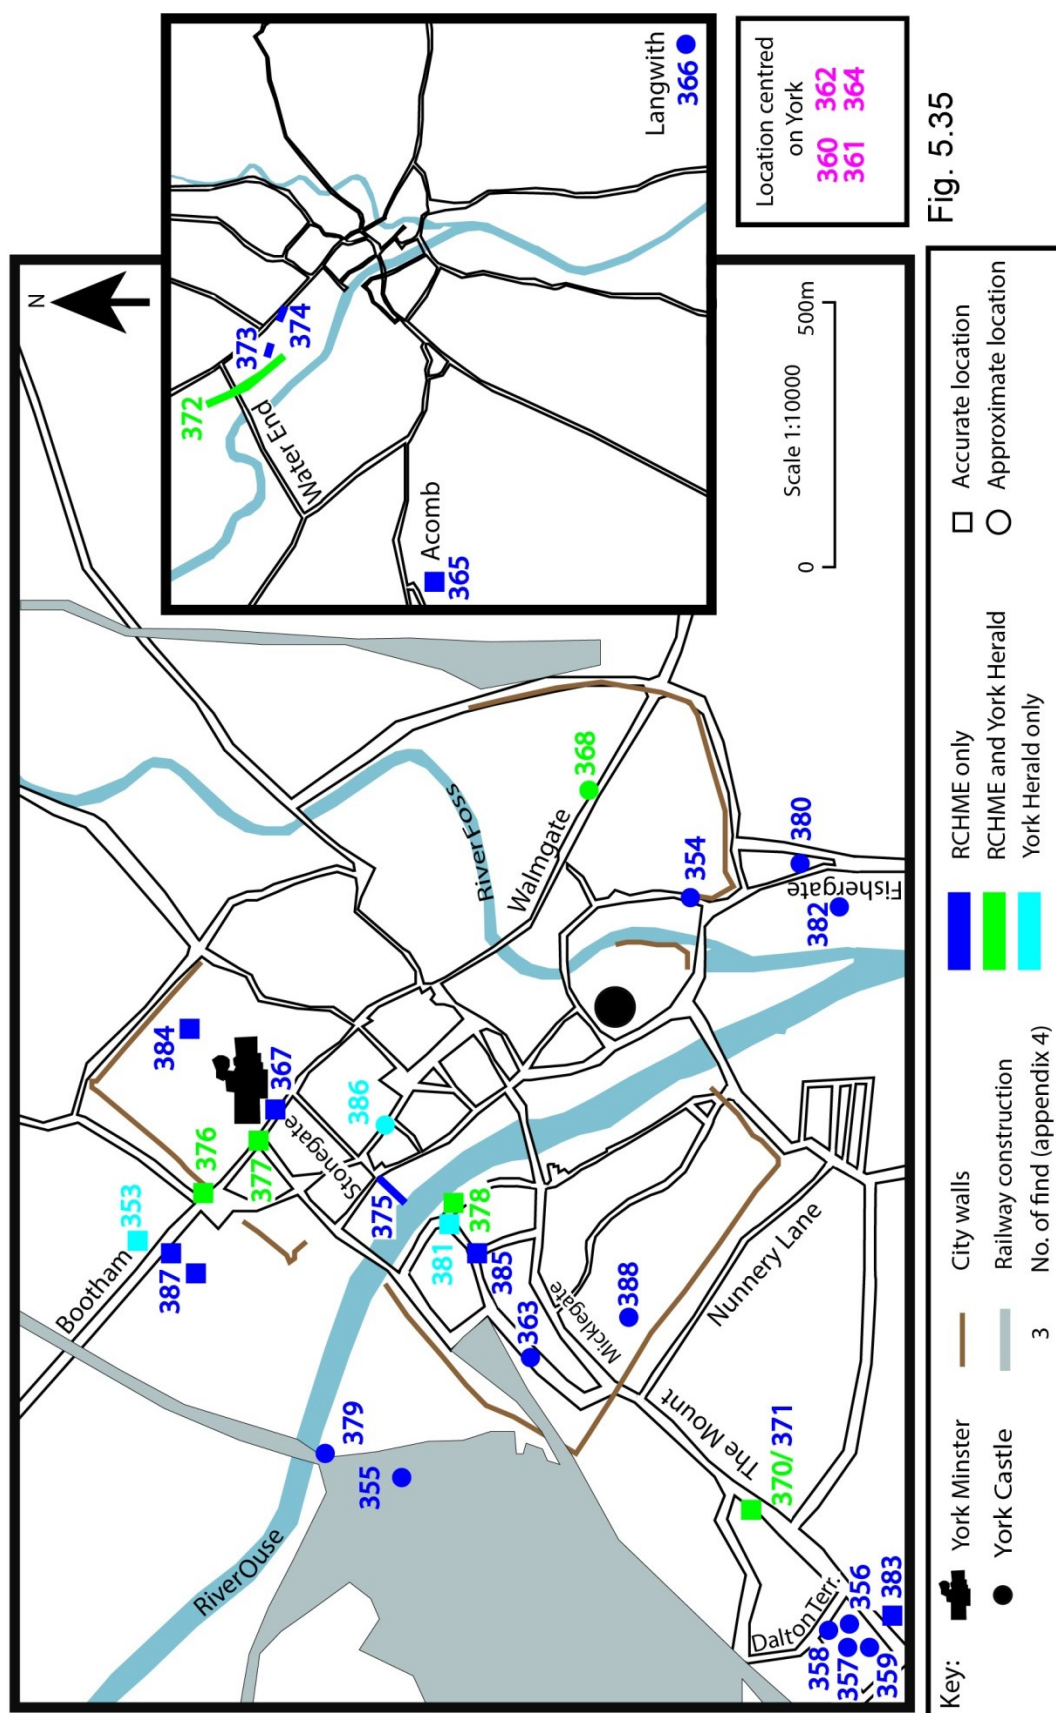 N
Bootham
353
387
376
377
384
367
Stonegate
386
375
381
378
385
363
Micklegate
388
River Ouse
379
355
The Mount
370/ 371
Nunnery Lane
Dalton Terr.
358
356
357
359
383
River Foss
Walmgate
368
354
380
382
Fishergate
372
373
374
Water End
Acomb
365
Langwith
366
Scale 1:10000
0
500m
Location centred
on York
360 362
361 364
Fig. 5.35
Key:
York Minster
York Castle
City walls
Railway construction
3 No. of find (appendix 4)
RCHME only
RCHME and York Herald
York Herald only
Accurate location
Approximate location